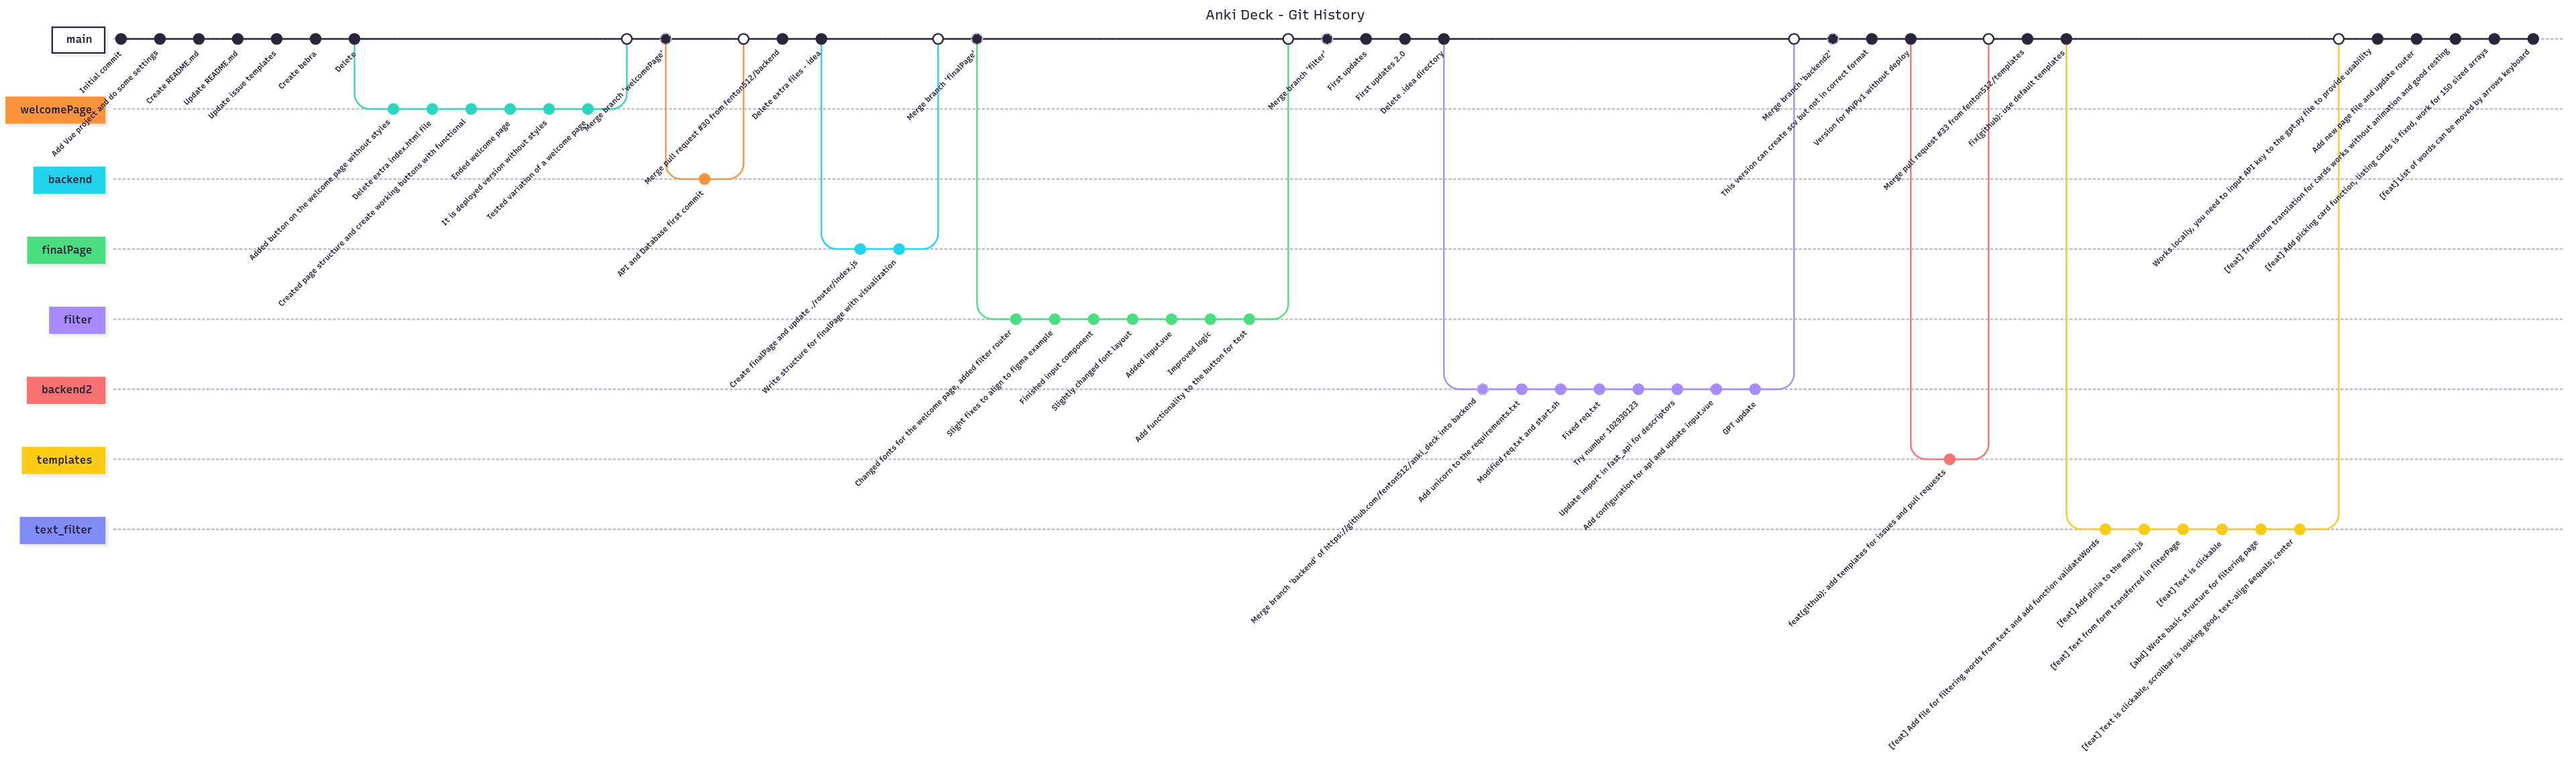 Anki Deck - Git History
main
Initial commit
Add Vue project and do some settings
Create README.md
Update README.md
Update issue templates
Create bebra
Delete
Merge branch 'welcomePage'
Merge pull request #30 from fenton512/backend
Delete extra files - idea
Merge branch 'finalPage'
Merge branch 'filter'
First updates
First updates 2.0
Delete .idea directory
Merge branch 'backend2'
This version can create scv but not in correct format
Version for MVPv1 without deploy
Merge pull request #33 from fenton512/templates
fix(github): use default templates
Works locally, you need to input API key to the gpt.py file to provide usability
Add new page file and update router
[feat] Transform translation for cards works without animation and good resting
[feat] Add picking card function, listing cards is fixed, work for 150 sized arrays
[feat] List of words can be moved by arrows keyboard
welcomePage
Added button on the welcome page without styles
Delete extra index.html file
Created page structure and create working buttons with functional
Ended welcome page
It is deployed version without styles
Tested variation of a welcome page
backend
API and Database first commit
finalPage
Create finalPage and update ./router/index.js
Write structure for finalPage with visualization
filter
Changed fonts for the welcome page, added filter router
Slight fixes to align to figma example
Finished input component
Slightly changed font layout
Added input.vue
Improved logic
Add functionality to the button for test
backend2
Merge branch 'backend' of https://github.com/fenton512/anki_deck into backend
Add unicorn to the requirements.txt
Modified req.txt and start.sh
Fixed req.txt
Try number 102930123
Update import in fast_api for descriptors
Add configuration for api and update input.vue
GPT update
templates
feat(github): add templates for issues and pull requests
text_filter
[feat] Add file for filtering words from text and add function validateWords
[feat] Add pinia to the main.js
[feat] Text from form transferred in filterPage
[feat] Text is clickable
[abd] Wrote basic structure for filtering page
[feat] Text is clickable, scrollbar is looking good, text-align &equals; center